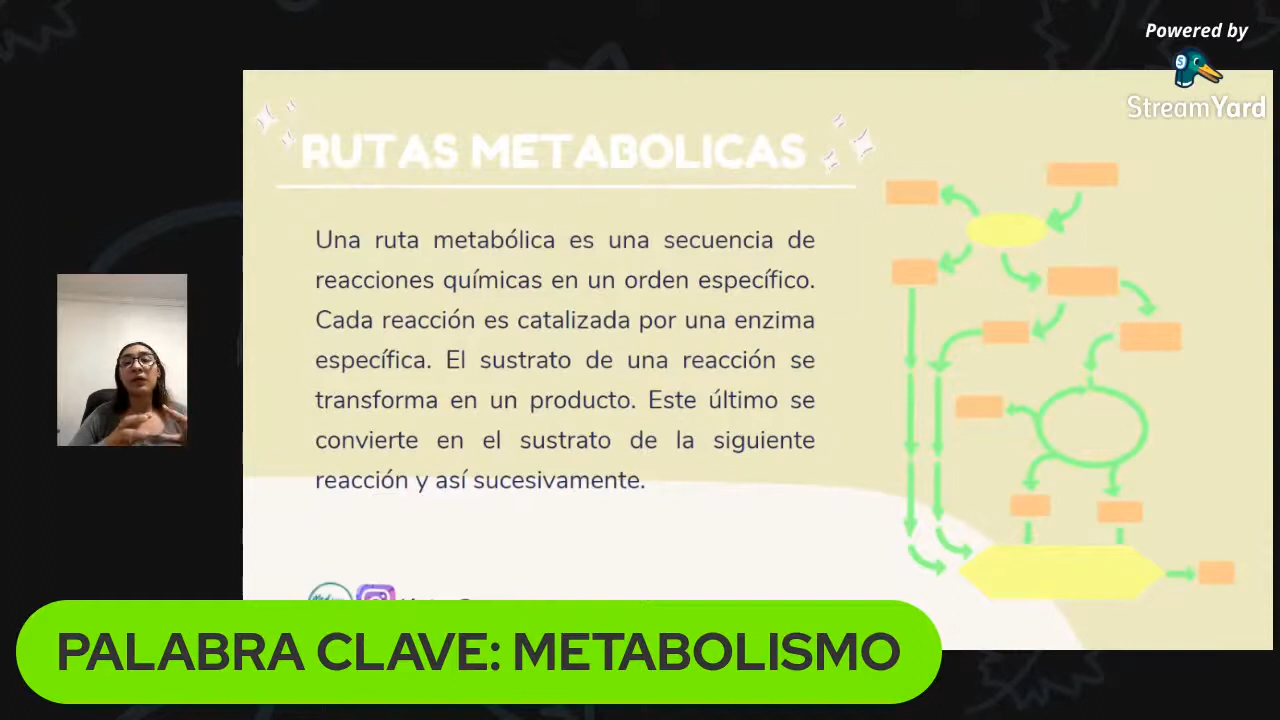 Powered by
StreamYard
RUTAS METABOLICAS
Una ruta metabólica es una secuencia de
reacciones químicas en un orden específico.
Cada reacción es catalizada por una enzima
específica. El sustrato de una reacción se
transforma en un producto. Este último se
convierte en el sustrato de la siguiente
reacción y así sucesivamente.
PALABRA CLAVE: METABOLISMO